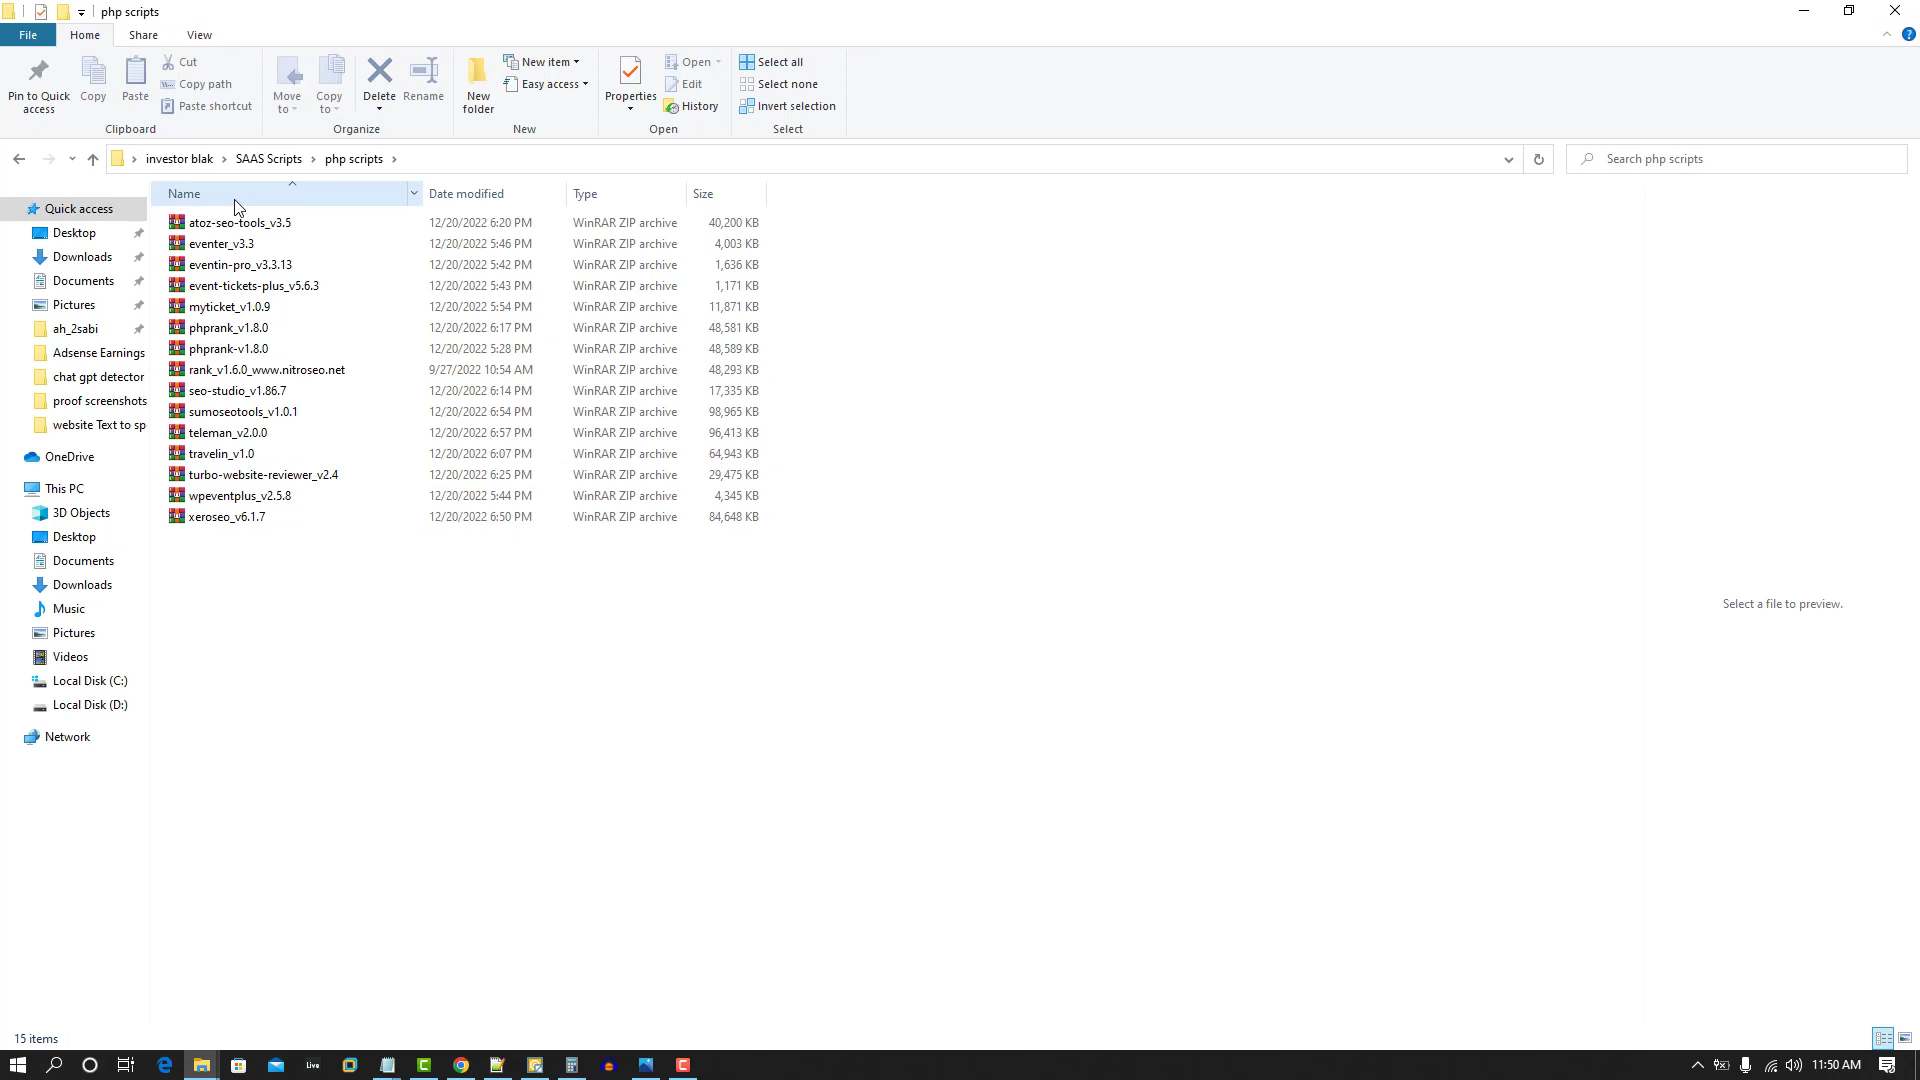 php scripts
File
Home
Share
View
Pin to Quick access
Copy
Paste
Cut
Copy path
Paste shortcut
Clipboard
Move to
Copy to
Delete
Rename
Organize
New folder
New item
Easy access
New
Properties
Open
Edit
History
Open
Select all
Select none
Invert selection
Select
investor blak
SAAS Scripts
php scripts
Search php scripts
Name Date modified Type Size
atoz-seo-tools_v3.5 12/20/2022 6:20 PM WinRAR ZIP archive 40,200 KB
eventer_v3.3 12/20/2022 5:46 PM WinRAR ZIP archive 4,003 KB
eventin-pro_v3.3.13 12/20/2022 5:42 PM WinRAR ZIP archive 1,636 KB
event-tickets-plus_v5.6.3 12/20/2022 5:43 PM WinRAR ZIP archive 1,171 KB
myticket_v1.0.9 12/20/2022 5:54 PM WinRAR ZIP archive 11,871 KB
phprank_v1.8.0 12/20/2022 6:17 PM WinRAR ZIP archive 48,581 KB
phprank-v1.8.0 12/20/2022 5:28 PM WinRAR ZIP archive 48,589 KB
rank_v1.6.0_www.nitroseo.net 9/27/2022 10:54 AM WinRAR ZIP archive 48,293 KB
seo-studio_v1.86.7 12/20/2022 6:14 PM WinRAR ZIP archive 17,335 KB
sumoseotools_v1.0.1 12/20/2022 6:54 PM WinRAR ZIP archive 98,965 KB
teleman_v2.0.0 12/20/2022 6:57 PM WinRAR ZIP archive 96,413 KB
travelin_v1.0 12/20/2022 6:07 PM WinRAR ZIP archive 64,943 KB
turbo-website-reviewer_v2.4 12/20/2022 6:25 PM WinRAR ZIP archive 29,475 KB
wpeventplus_v2.5.8 12/20/2022 5:44 PM WinRAR ZIP archive 4,345 KB
xeroseo_v6.1.7 12/20/2022 6:50 PM WinRAR ZIP archive 84,648 KB
Quick access
Desktop
Downloads
Documents
Pictures
ah_2sabi
Adsense Earnings
chat gpt detector
proof screenshots
website Text to sp
OneDrive
This PC
3D Objects
Desktop
Documents
Downloads
Music
Pictures
Videos
Local Disk (C:)
Local Disk (D:)
Network
Select a file to preview.
15 items
Live
11:50 AM